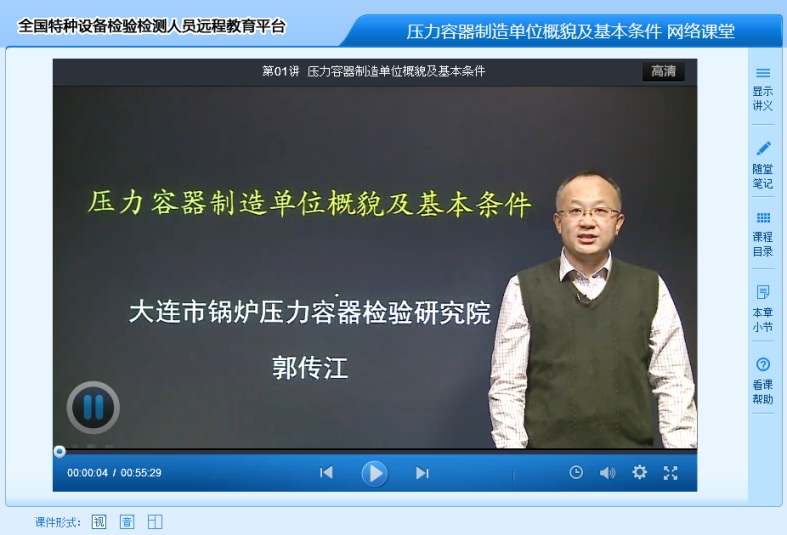 全国特种设备检验检测人员远程教育平台
压力容器制造单位概貌及基本条件 网络课堂
第01讲 压力容器制造单位概貌及基本条件
高清
压力容器制造单位概貌及基本条件
大连市锅炉压力容器检验研究院
郭传江
00:00:04 / 00:55:29
显示
讲义
随堂
笔记
课程
目录
本章
小节
看课
帮助
课件形式：
视
音